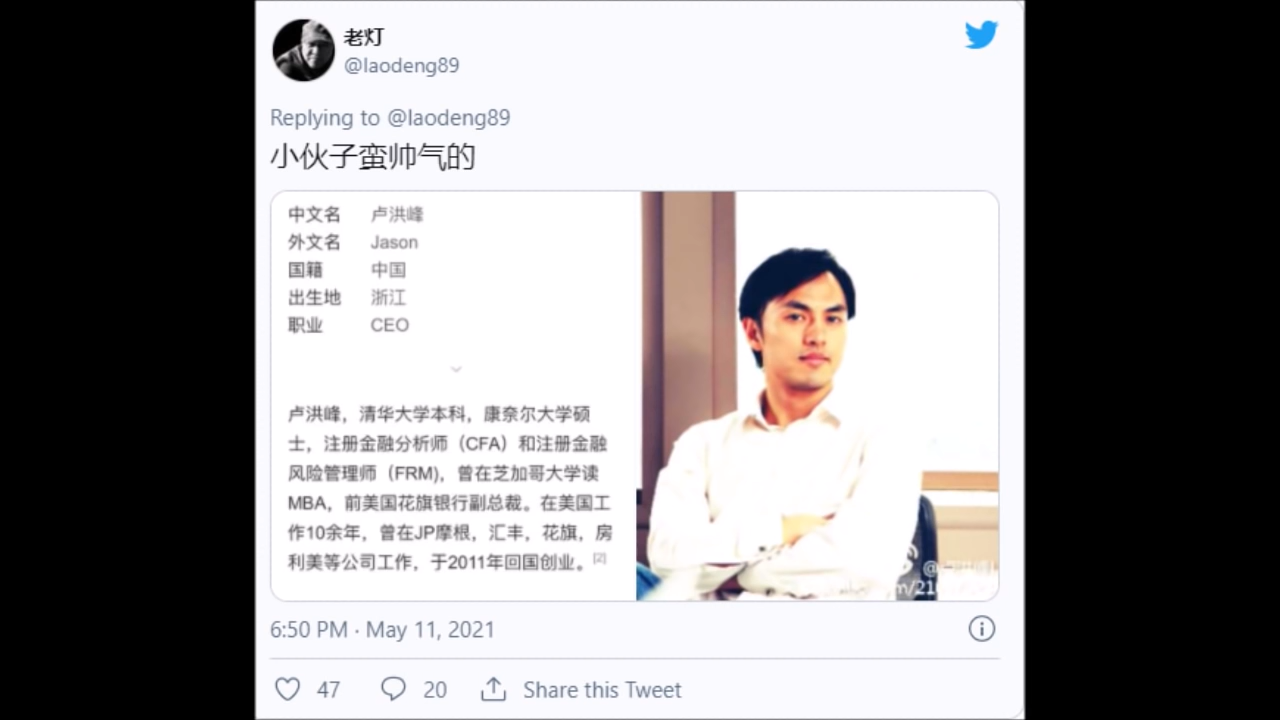 老灯
@laodeng89
Replying to @laodeng89
小伙子蛮帅气的
中文名 卢洪峰
外文名 Jason
国籍 中国
出生地 浙江
职业 CEO
卢洪峰，清华大学本科，康奈尔大学硕
士，注册金融分析师（CFA）和注册金融
风险管理师（FRM)，曾在芝加哥大学读
MBA，前美国花旗银行副总裁。在美国工
作10余年，曾在JP摩根，汇丰，花旗，房
利美等公司工作，于2011年回国创业。[2]
6:50 PM · May 11, 2021
47 20 Share this Tweet